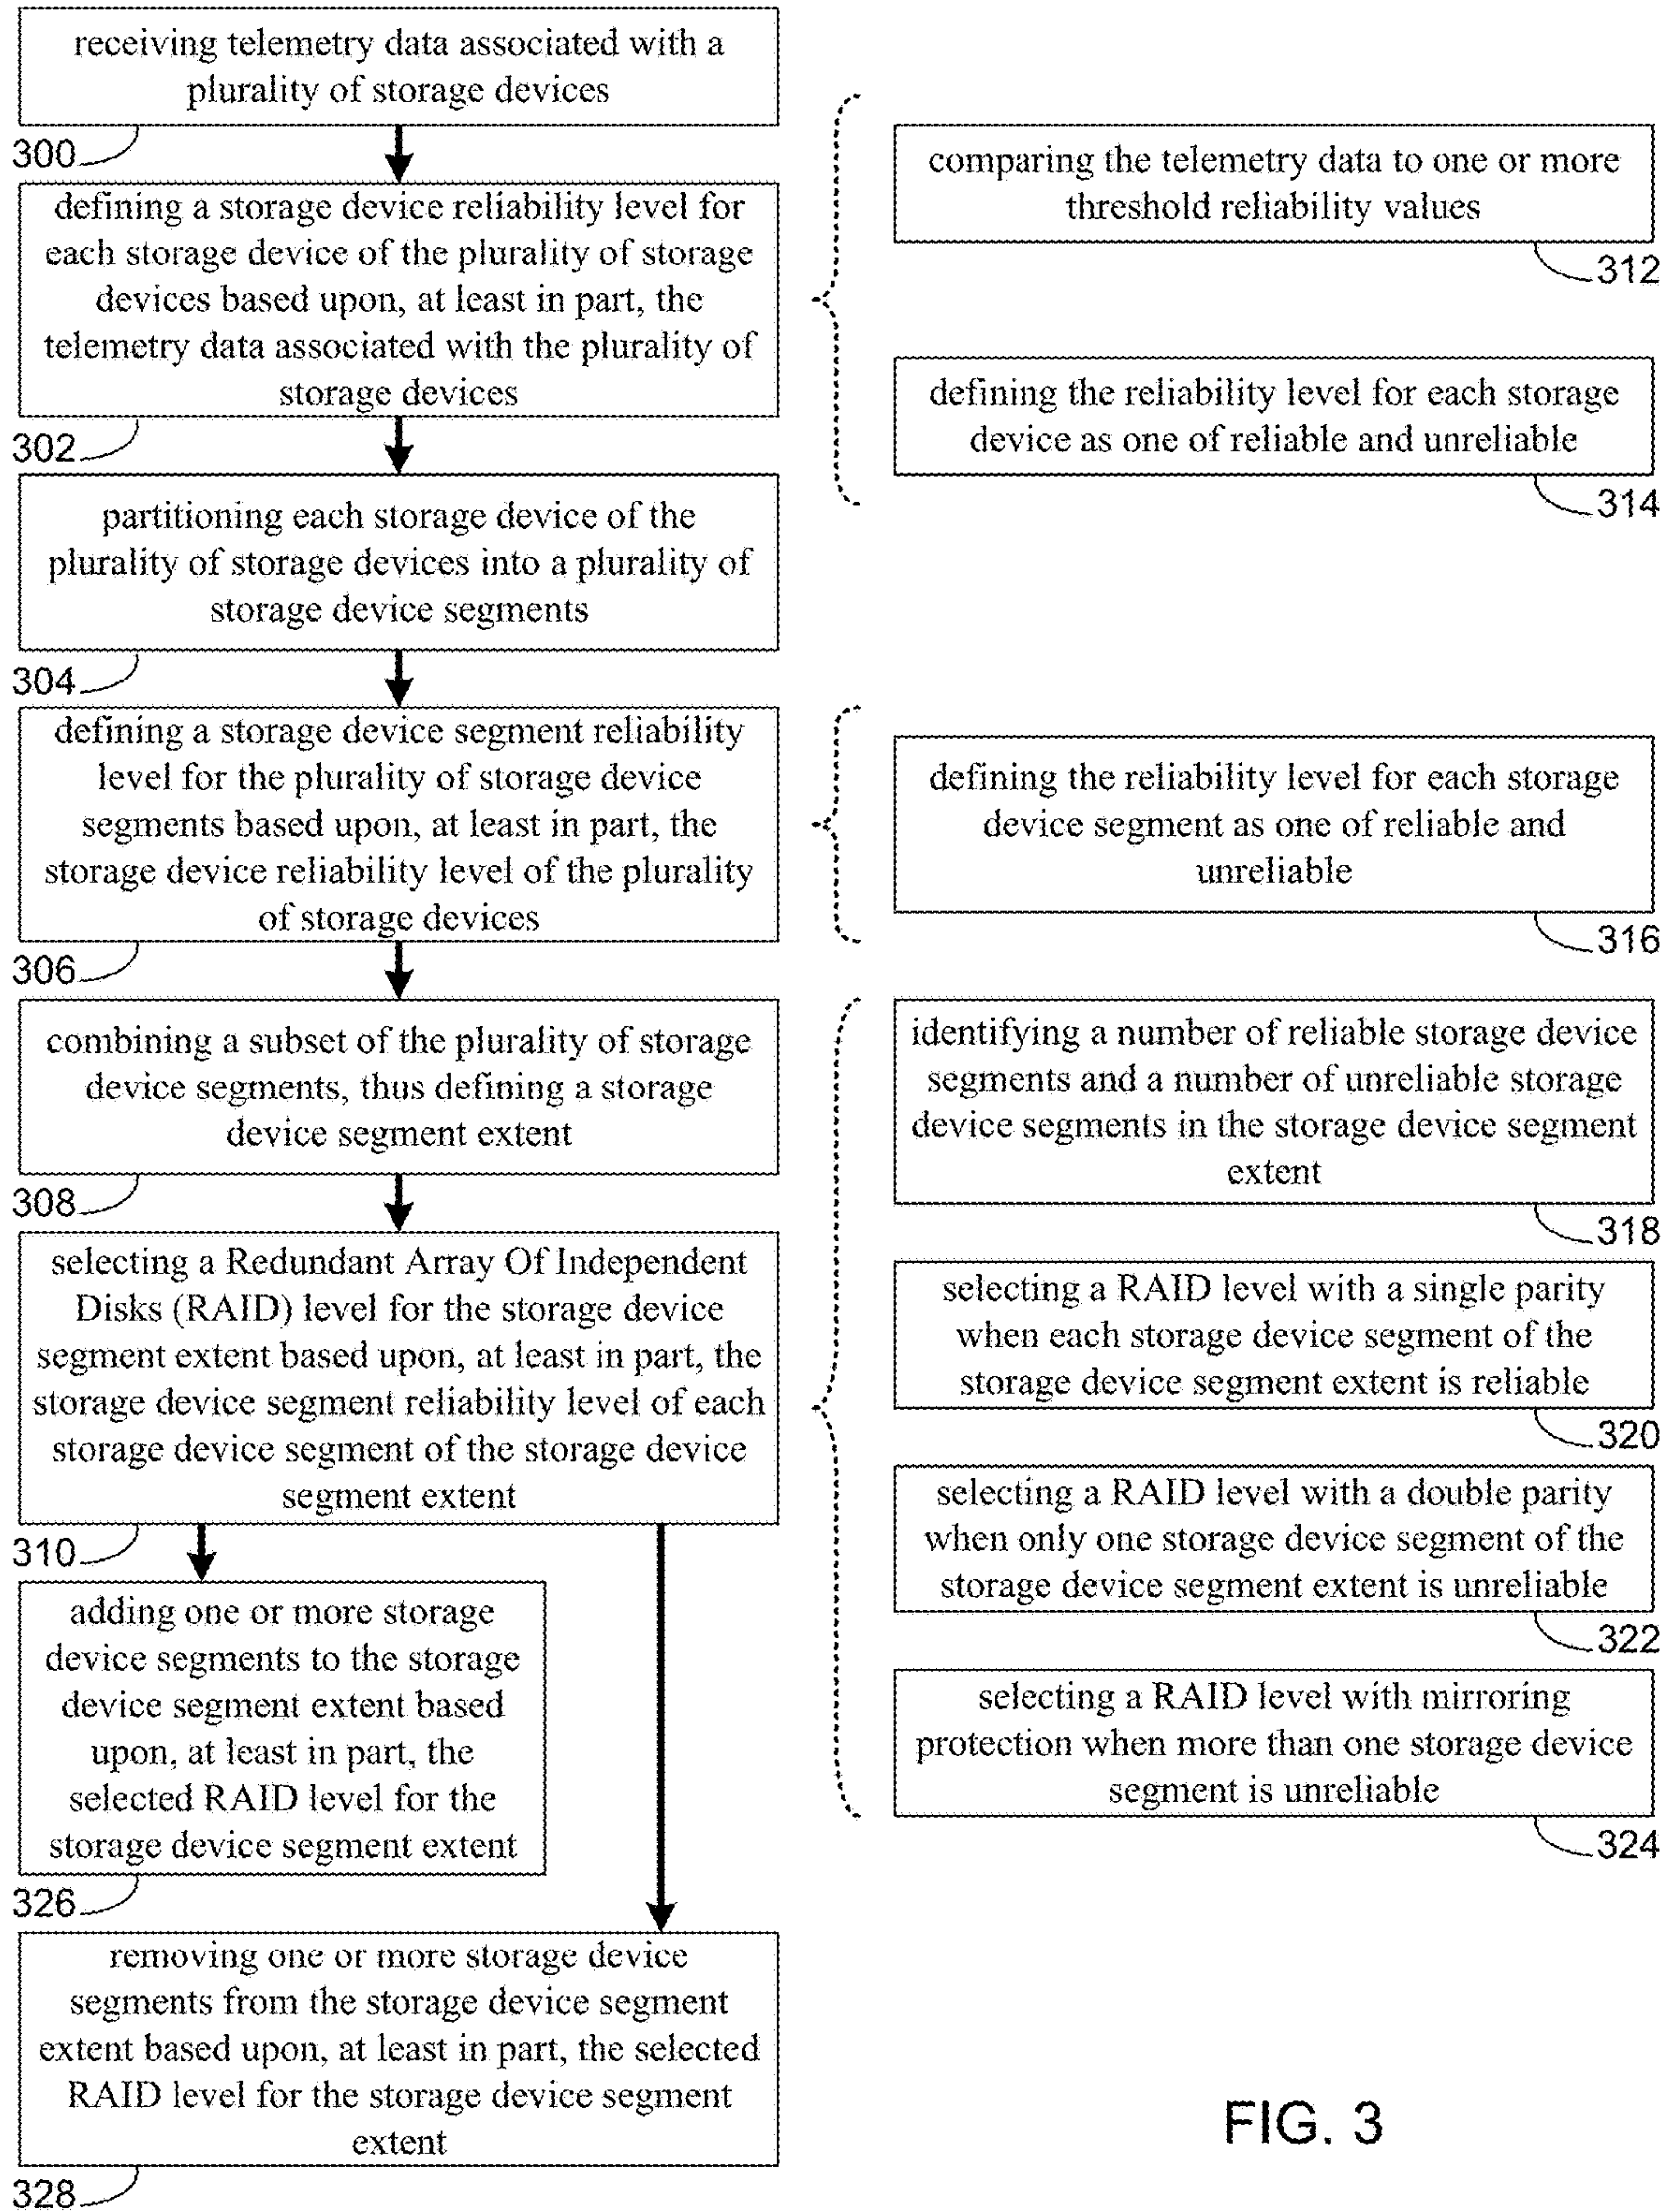 receiving telemetry data associated with a
plurality of storage devices
300
defining a storage device reliability level for
each storage device of the plurality of storage
devices based upon, at least in part, the
telemetry data associated with the plurality of
storage devices
302
partitioning each storage device of the
plurality of storage devices into a plurality of
storage device segments
304
defining a storage device segment reliability
level for the plurality of storage device
segments based upon, at least in part, the
storage device reliability level of the plurality
of storage devices
306
combining a subset of the plurality of storage
device segments, thus defining a storage
device segment extent
308
selecting a Redundant Array Of Independent
Disks (RAID) level for the storage device
segment extent based upon, at least in part, the
storage device segment reliability level of each
storage device segment of the storage device
segment extent
310
adding one or more storage
device segments to the storage
device segment extent based
upon, at least in part, the
selected RAID level for the
storage device segment extent
326
removing one or more storage device
segments from the storage device segment
extent based upon, at least in part, the selected
RAID level for the storage device segment
extent
328
comparing the telemetry data to one or more
threshold reliability values
312
defining the reliability level for each storage
device as one of reliable and unreliable
314
defining the reliability level for each storage
device segment as one of reliable and
unreliable
316
identifying a number of reliable storage device
segments and a number of unreliable storage
device segments in the storage device segment
extent
318
selecting a RAID level with a single parity
when each storage device segment of the
storage device segment extent is reliable
320
selecting a RAID level with a double parity
when only one storage device segment of the
storage device segment extent is unreliable
322
selecting a RAID level with mirroring
protection when more than one storage device
segment is unreliable
324
FIG. 3